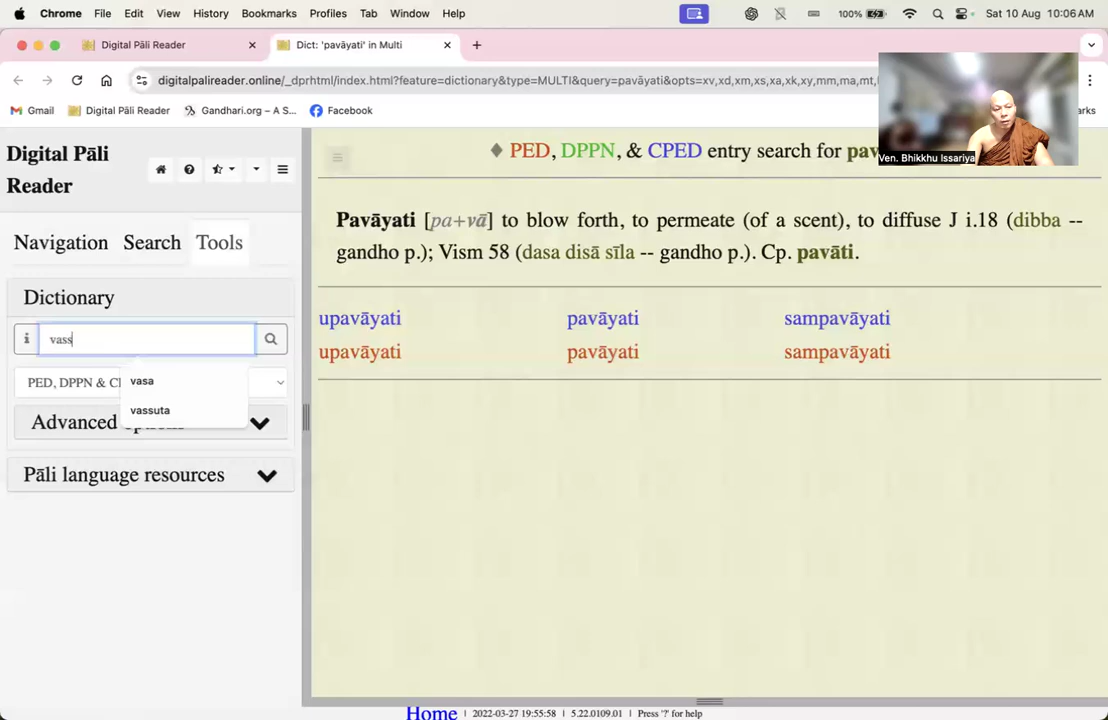 Chrome File Edit View History Bookmarks Profiles Tab Window Help 100% Sat 10 Aug 10:06 AM
Digital Pāli Reader Dict: 'pavāyati' in Multi
digitalpalireader.online/_dprhtml/index.html?feature=dictionary&type=MULTI&query=pavāyati&opts=xv,xd,xm,xs,xa,xk,xy,mm,ma,mt,
Gmail Digital Pāli Reader Gandhari.org – A S... Facebook
Ven. Bhikkhu Issariya
Digital Pāli
Reader
Navigation Search Tools
Dictionary
vass
vasa
PED, DPPN & C
vassuta
Advanced
Pāli language resources
♦ PED, DPPN, & CPED entry search for
Pavāyati [pa+vā] to blow forth, to permeate (of a scent), to diffuse J i.18 (dibba --
gandho p.); Vism 58 (dasa disā sīla -- gandho p.). Cp. pavāti.
upavāyati pavāyati sampavāyati
upavāyati pavāyati sampavāyati
Home | 2022-03-27 19:55:58 | 5.22.0109.01 | Press '?' for help